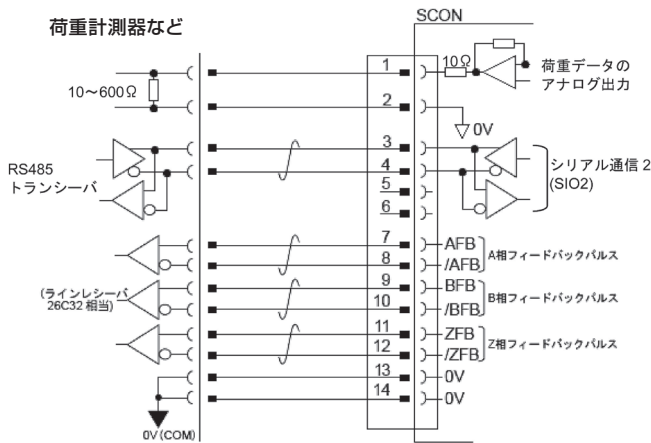 SCON
荷重計測器など
10～600Ω
1
10Ω
荷重データの
アナログ出力
2
0V
RS485
トランシーバ
3
4
5
6
シリアル通信2
(SIO2)
7
AFB
8
/AFB
A相フィードバックパルス
(ラインレシーバ
26C32相当)
9
BFB
10
/BFB
B相フィードバックパルス
11
ZFB
12
/ZFB
Z相フィードバックパルス
13
0V
14
0V
0V(COM)